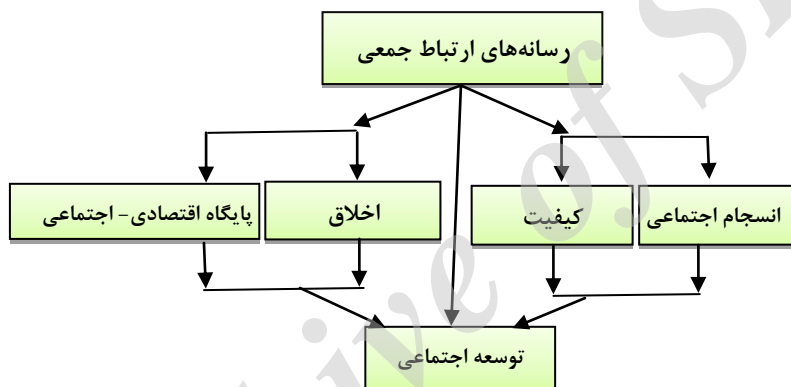 رسانه‌های ارتباط جمعی
انسجام اجتماعی
کیفیت
اخلاق
پایگاه اقتصادی- اجتماعی
توسعه اجتماعی